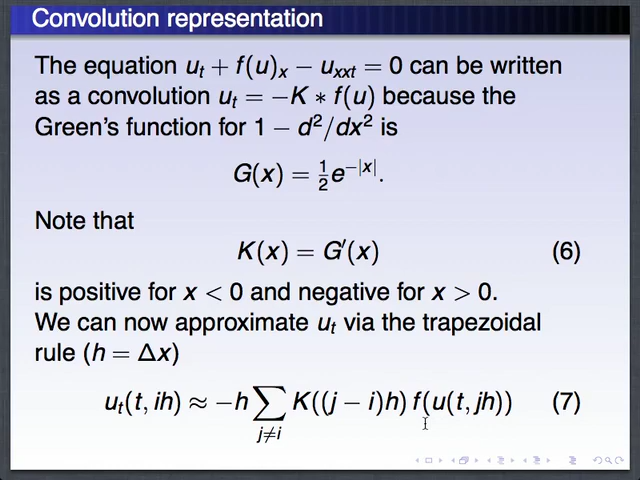 Convolution representation
The equation uₜ + f(u)ₓ − uₓₓₜ = 0 can be written
as a convolution uₜ = −K ∗ f(u) because the
Green's function for 1 − d²/dx² is
G(x) = ½e^{−|x|}.
Note that
K(x) = G′(x) (6)
is positive for x < 0 and negative for x > 0.
We can now approximate uₜ via the trapezoidal
rule (h = Δx)
uₜ(t, ih) ≈ −h ∑_{j≠i} K((j − i)h) f(u(t, jh)) (7)